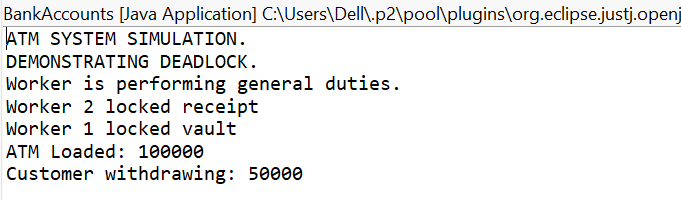 BankAccounts [Java Application] C:\Users\Dell\.p2\pool\plugins\org.eclipse.justj.openj
ATM SYSTEM SIMULATION.
DEMONSTRATING DEADLOCK.
Worker is performing general duties.
Worker 2 locked receipt
Worker 1 locked vault
ATM Loaded: 100000
Customer withdrawing: 50000